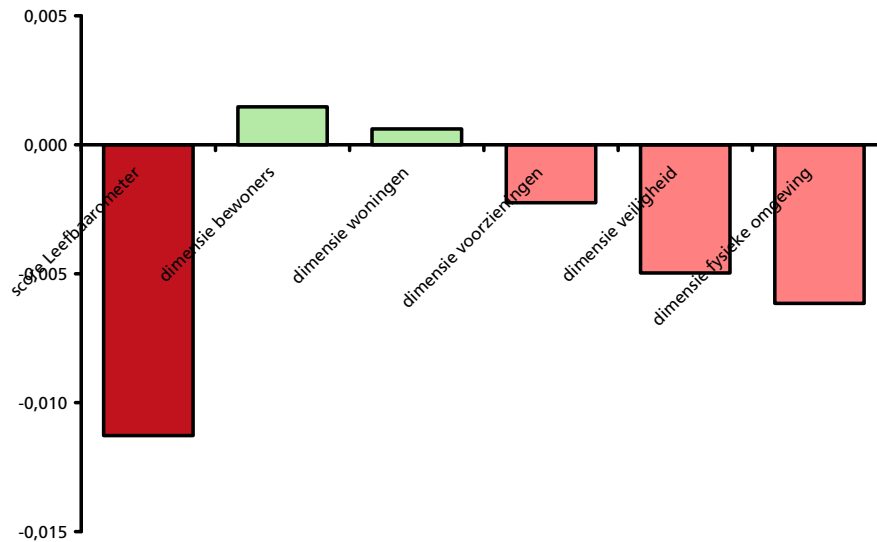 0,005
0,000
-0,005
-0,010
-0,015
score Leefbaarometer
dimensie bewoners
dimensie woningen
dimensie voorzieningen
dimensie veiligheid
dimensie fysieke omgeving